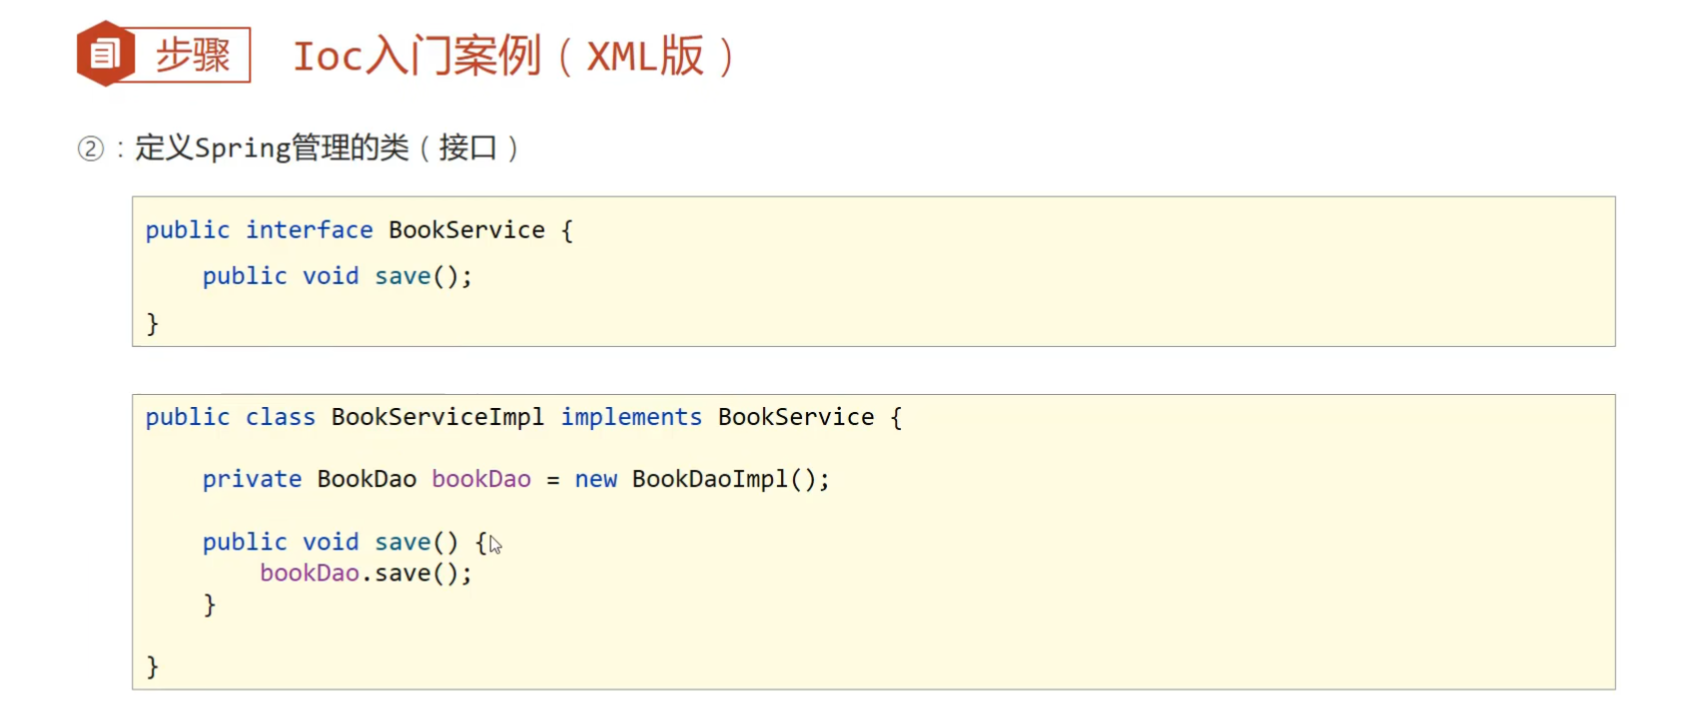 步骤 Ioc入门案例（XML版）
②：定义Spring管理的类（接口）
public interface BookService {
public void save();
}
public class BookServiceImpl implements BookService {
private BookDao bookDao = new BookDaoImpl();
public void save() {
bookDao.save();
}
}